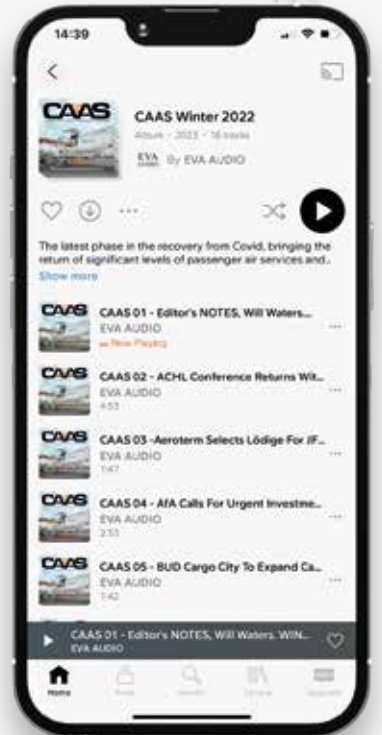 14:39
CAAS
CAAS Winter 2022
Album - 2023 - 16 tracks
EVA AUDIO By EVA AUDIO
The latest phase in the recovery from Covid, bringing the
return of significant levels of passenger air services and..
Show more
CAAS
CAAS 01 - Editor's NOTES, Will Waters...
EVA AUDIO
Now Playing
CAAS
CAAS 02 - ACHL Conference Returns Wit...
EVA AUDIO
4:53
CAAS
CAAS 03 -Aeroterm Selects Lödige For JF...
EVA AUDIO
1:47
CAAS
CAAS 04 - AfA Calls For Urgent Investme...
EVA AUDIO
2:33
CAAS
CAAS 05 - BUD Cargo City To Expand Ca...
EVA AUDIO
1:42
CAAS 01 - Editor's NOTES, Will Waters. WIN...
EVA AUDIO
Home